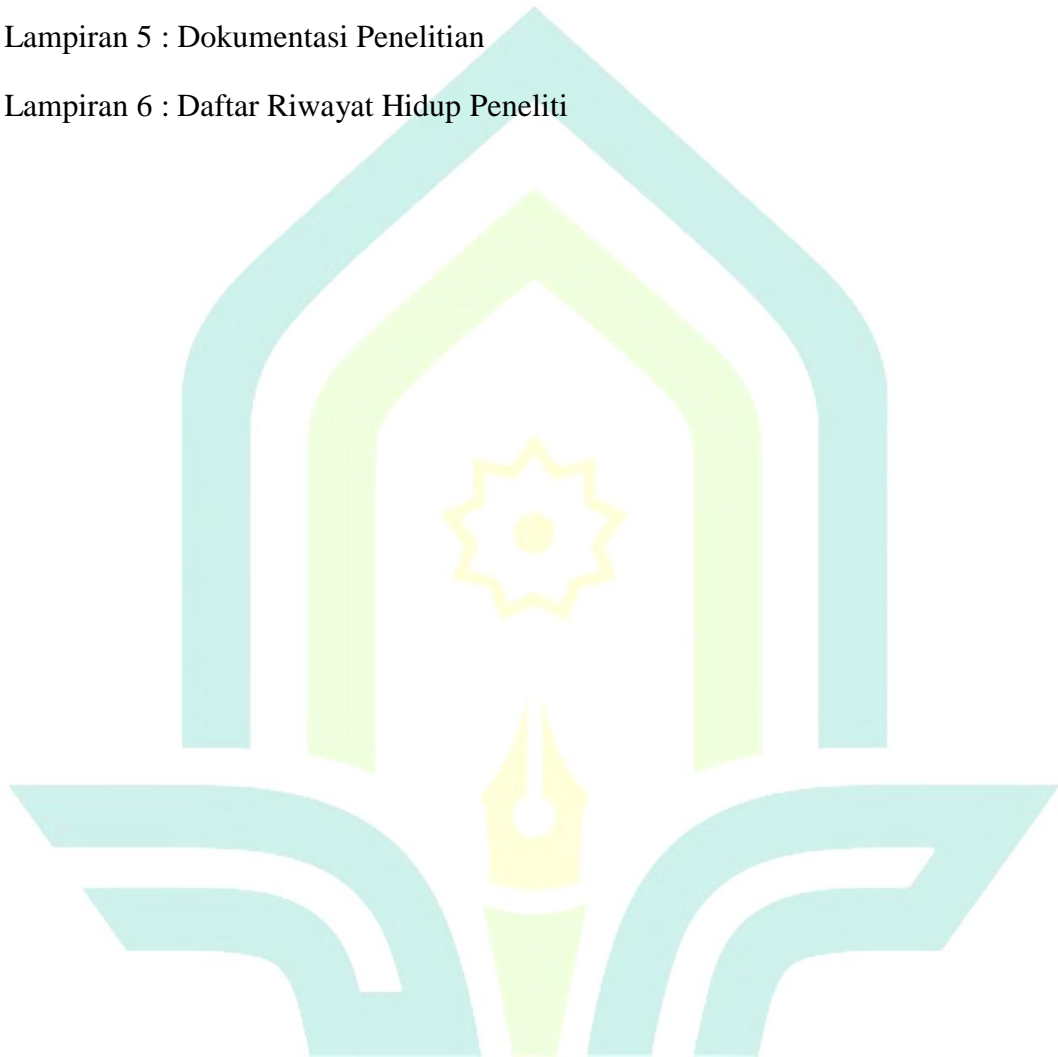 Lampiran 5 : Dokumentasi Penelitian
Lampiran 6 : Daftar Riwayat Hidup Peneliti